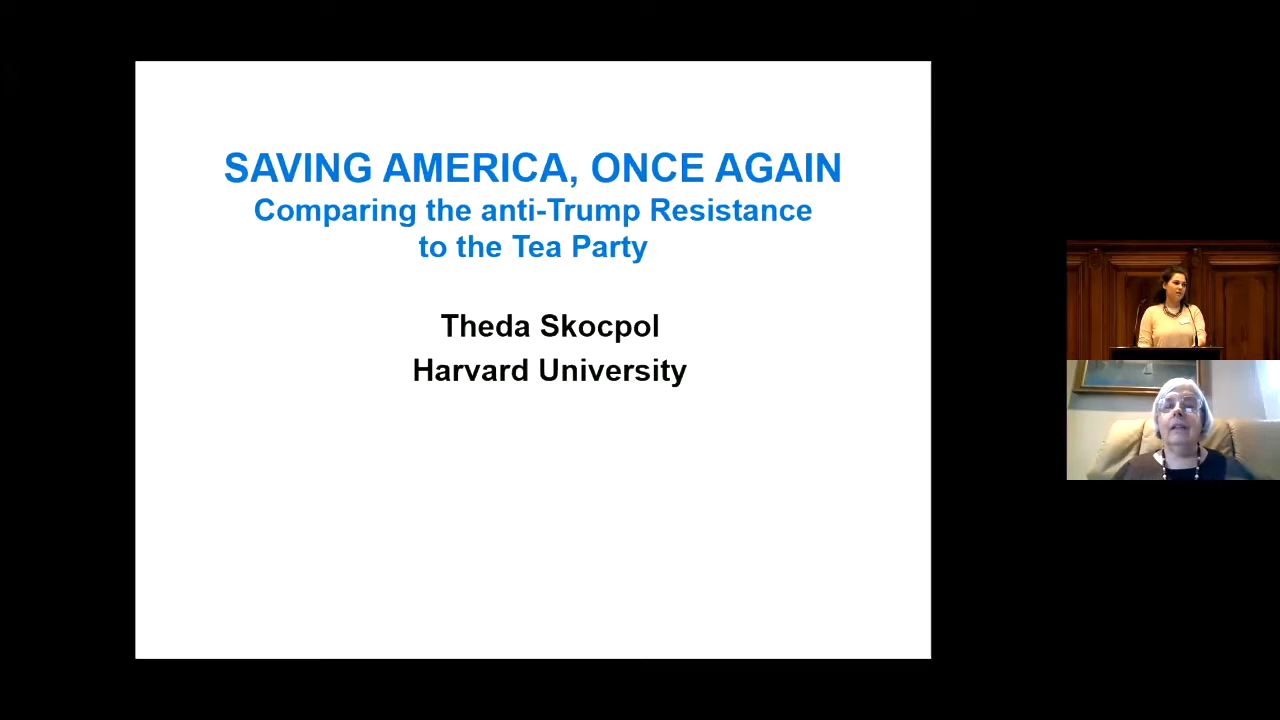 SAVING AMERICA, ONCE AGAIN
Comparing the anti-Trump Resistance
to the Tea Party
Theda Skocpol
Harvard University